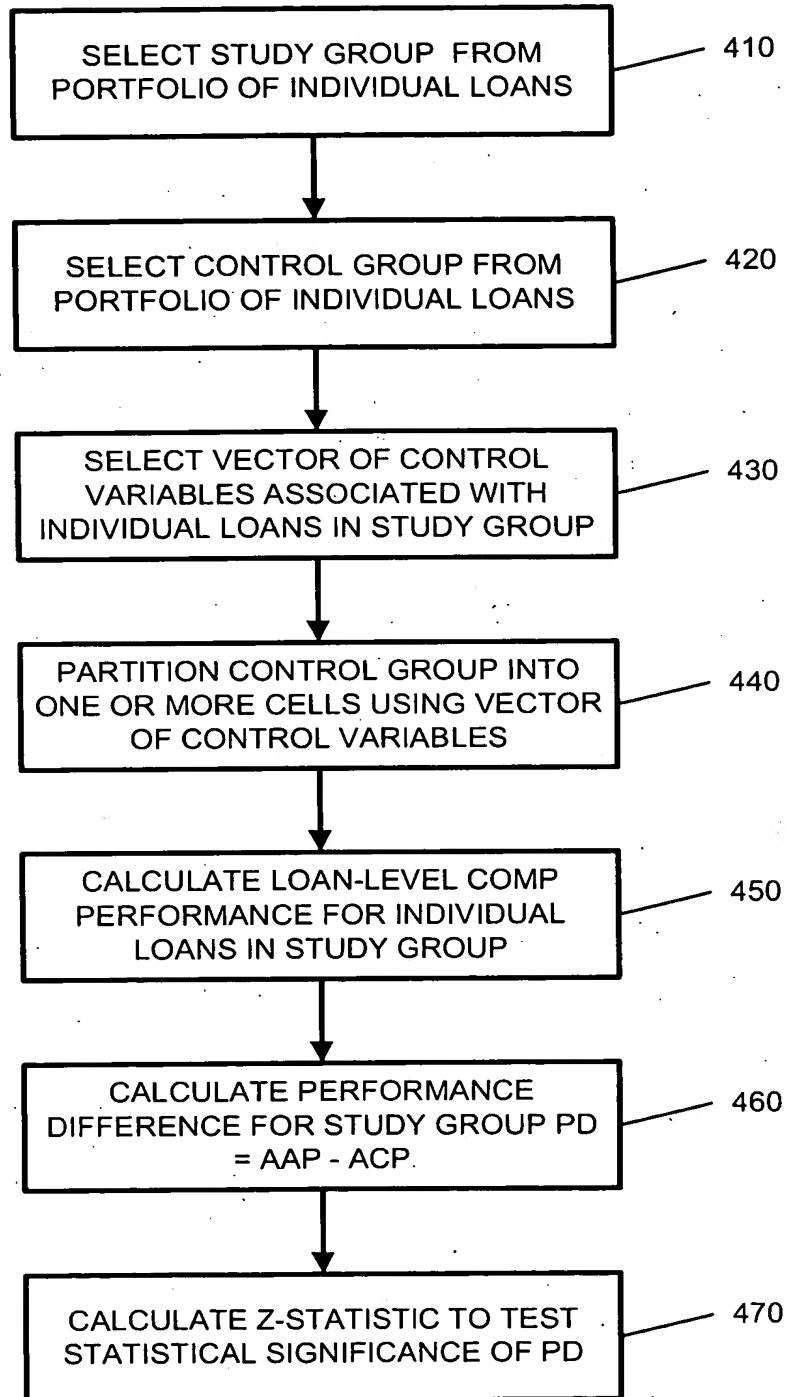 SELECT STUDY GROUP FROM
PORTFOLIO OF INDIVIDUAL LOANS
410
SELECT CONTROL GROUP FROM
PORTFOLIO OF INDIVIDUAL LOANS
420
SELECT VECTOR OF CONTROL
VARIABLES ASSOCIATED WITH
INDIVIDUAL LOANS IN STUDY GROUP
430
PARTITION CONTROL GROUP INTO
ONE OR MORE CELLS USING VECTOR
OF CONTROL VARIABLES
440
CALCULATE LOAN-LEVEL COMP
PERFORMANCE FOR INDIVIDUAL
LOANS IN STUDY GROUP
450
CALCULATE PERFORMANCE
DIFFERENCE FOR STUDY GROUP PD
= AAP - ACP
460
CALCULATE Z-STATISTIC TO TEST
STATISTICAL SIGNIFICANCE OF PD
470